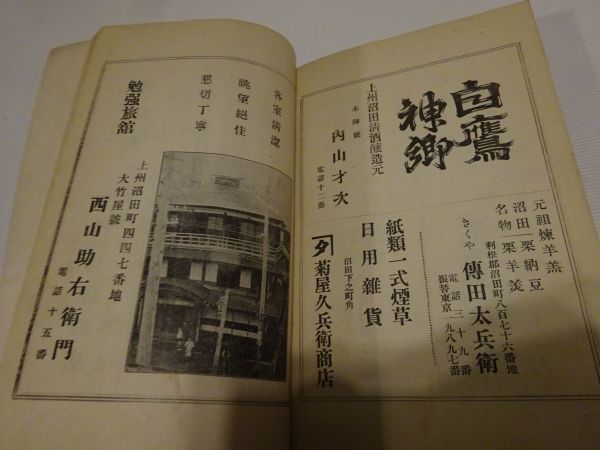 白鷹
神鄉
上州沼田清酒釀造元
本陣號
內山才次
電話十二番
元祖煉羊羹
沼田名物
栗納豆
栗羊羹
利根郡沼田町八百七十六番地
きくや
傳田太兵衛
電話三十九番
振替東京一九八九七番
紙類一式煙草
日用雜貨
沼田下之町角
タ
菊屋久兵衛商店
客室清潔
眺望絕佳
懇切丁寧
勉强旅館
上州沼田町四四七番地
大竹屋號
西山助右衛門
電話十五番